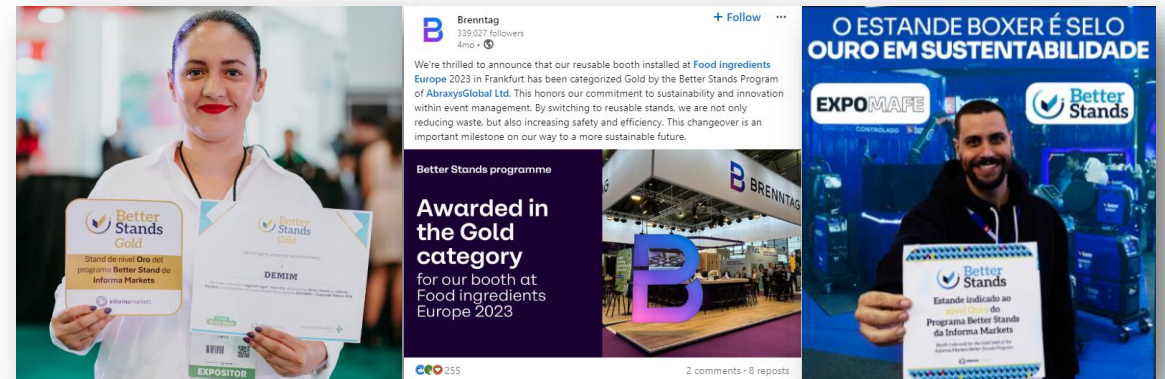 Better
Stands
Gold
Stand de nivel Oro del
programa Better Stand de
Informa Markets
informa markets
Better
Stands
Gold
DEMIM
EXPOSITOR
Brenntag
339,027 followers
4mo •
+ Follow ...
We're thrilled to announce that our reusable booth installed at Food ingredients
Europe 2023 in Frankfurt has been categorized Gold by the Better Stands Program
of AbraxysGlobal Ltd. This honors our commitment to sustainability and innovation
within event management. By switching to reusable stands, we are not only
reducing waste, but also increasing safety and efficiency. This changeover is an
important milestone on our way to a more sustainable future.
Better Stands programme
Awarded in
the Gold
category
for our booth at
Food ingredients
Europe 2023
BRENNTAG
255
2 comments • 8 reposts
O ESTANDE BOXER É SELO
OURO EM SUSTENTABILIDADE
EXPOMAFE
Better
Stands
CONTROLADO
Better
Stands
Estande indicado ao
nível Ouro do
Programa Better Stands
da Informa Markets